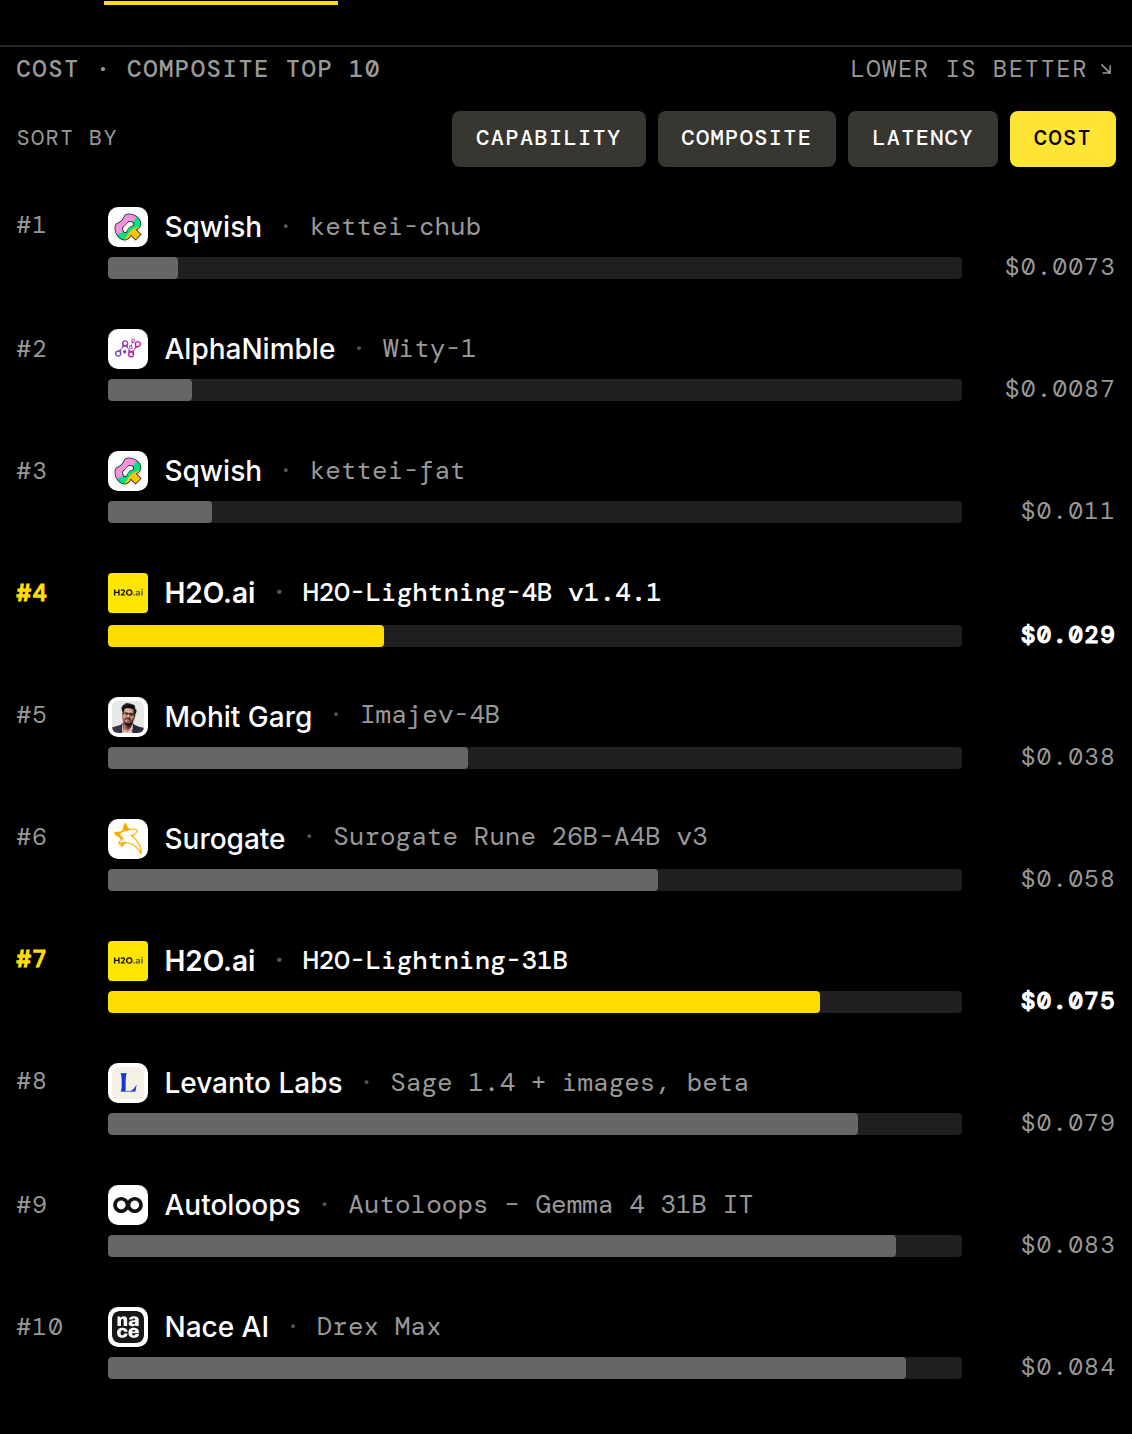 COST · COMPOSITE TOP 10
LOWER IS BETTER ↘
SORT BY
CAPABILITY
COMPOSITE
LATENCY
COST
#1
Sqwish · kettei-chub
$0.0073
#2
AlphaNimble · Wity-1
$0.0087
#3
Sqwish · kettei-fat
$0.011
#4
H2O.ai
H2O.ai · H2O-Lightning-4B v1.4.1
$0.029
#5
Mohit Garg · Imajev-4B
$0.038
#6
Surogate · Surogate Rune 26B-A4B v3
$0.058
#7
H2O.ai
H2O.ai · H2O-Lightning-31B
$0.075
#8
L
Levanto Labs · Sage 1.4 + images, beta
$0.079
#9
Autoloops · Autoloops - Gemma 4 31B IT
$0.083
#10
na
ce
Nace AI · Drex Max
$0.084